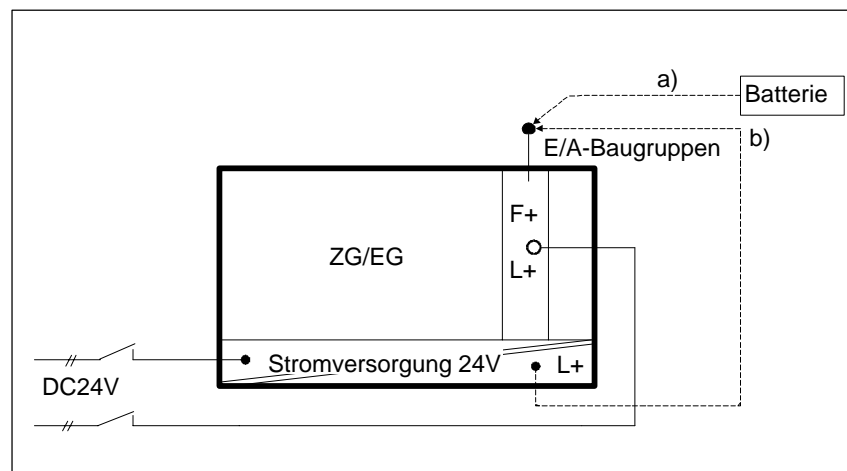 a)
Batterie
b)
E/A-Baugruppen
F+
ZG/EG
L+
Stromversorgung 24V
L+
DC24V